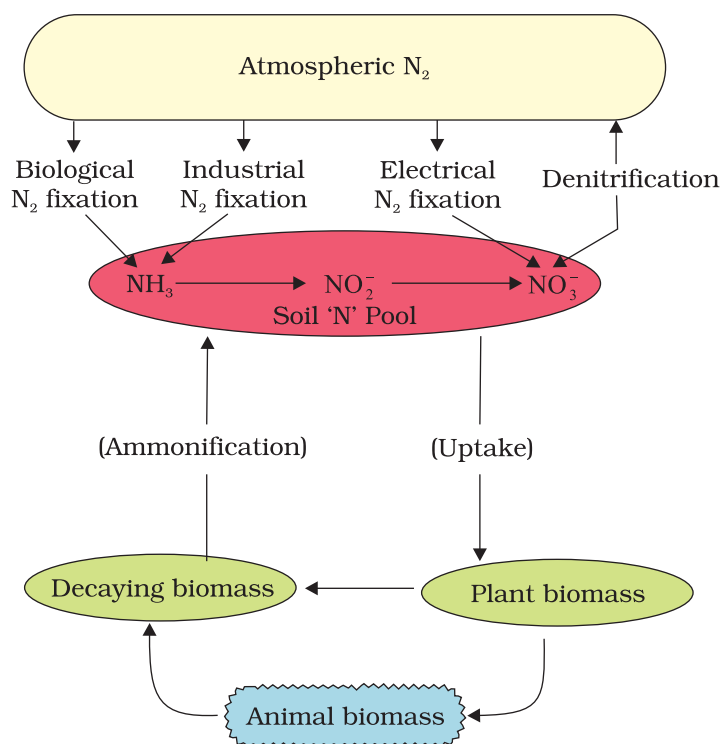 Atmospheric N₂
Biological
N₂ fixation
Industrial
N₂ fixation
Electrical
N₂ fixation
Denitrification
NH₃
NO₂⁻
NO₃⁻
Soil ‘N’ Pool
(Ammonification)
(Uptake)
Decaying biomass
Plant biomass
Animal biomass